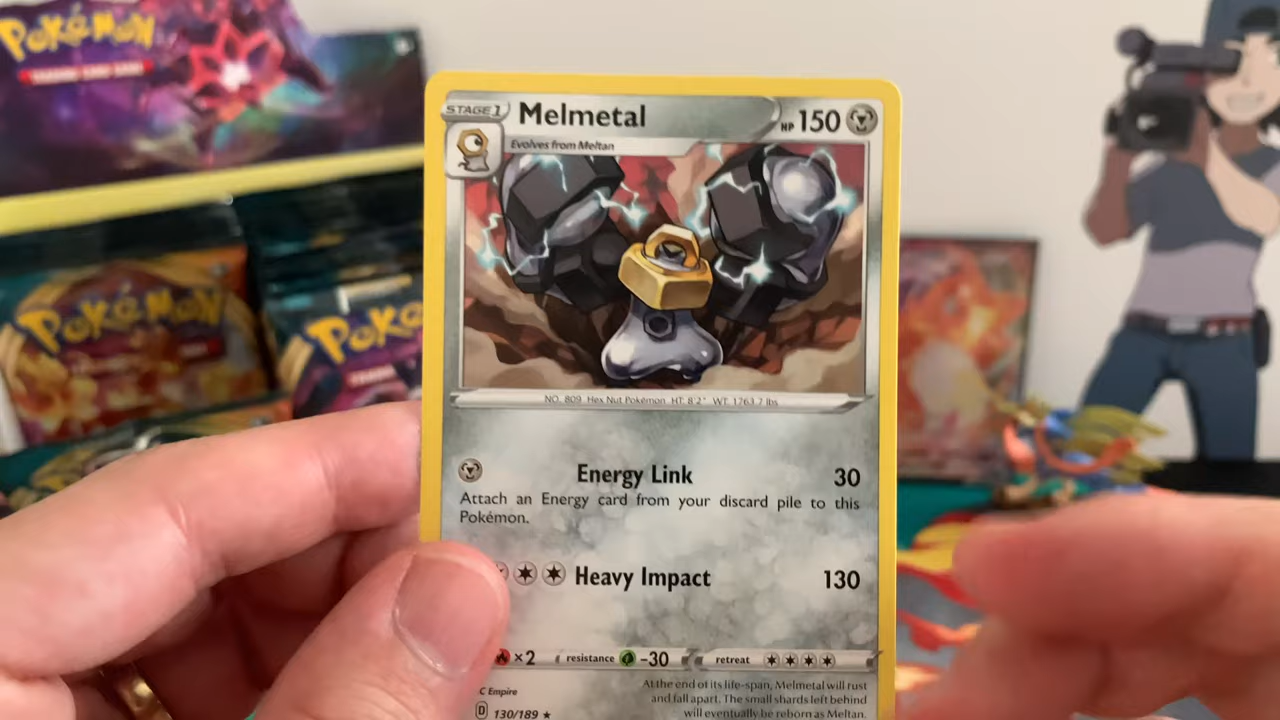 POKÉMON
TRADING CARD GAME
POKÉMON
POKÉ
STAGE 1
Melmetal
HP 150
Evolves from Meltan
NO. 809 Hex Nut Pokémon HT: 8'2" WT: 1763.7 lbs
Energy Link 30
Attach an Energy card from your discard pile to this
Pokémon.
Heavy Impact 130
×2 resistance -30 retreat
C Empire
D 130/189 ★
At the end of its life-span, Melmetal will rust
and fall apart. The small shards left behind
will eventually be reborn as Meltan.